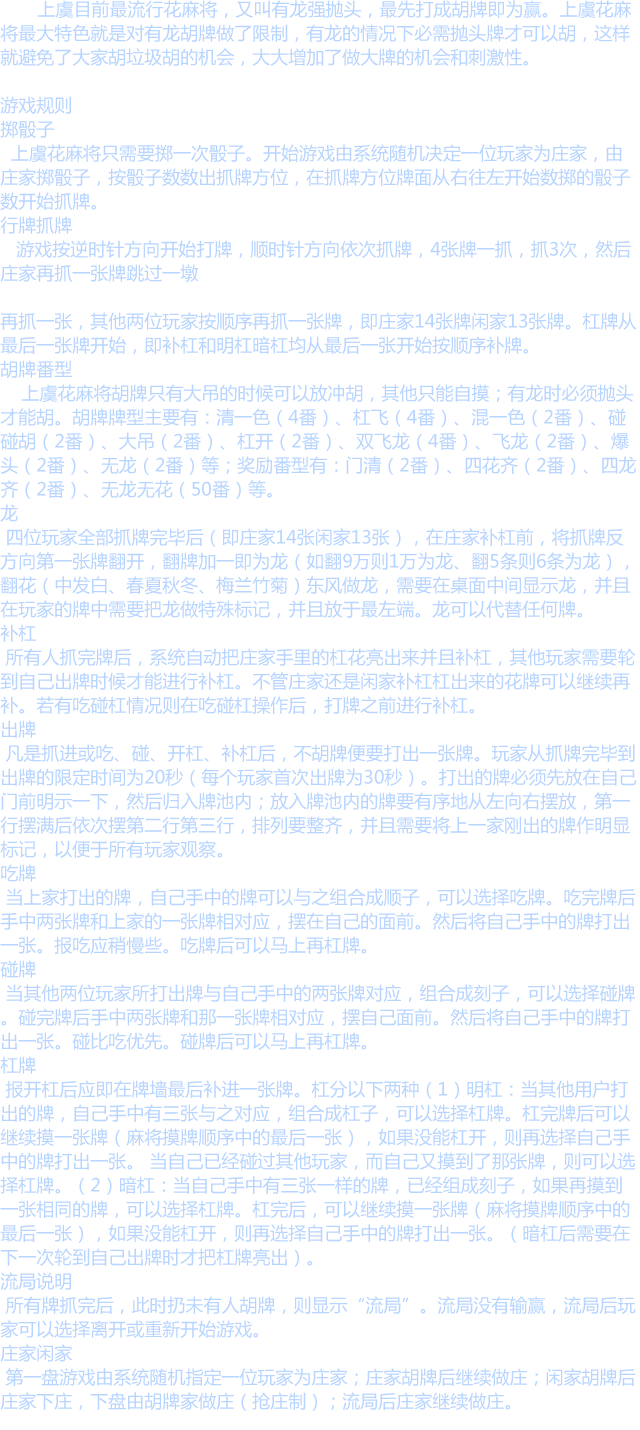 上虞目前最流行花麻将，又叫有龙强抛头，最先打成胡牌即为赢。上虞花麻
将最大特色就是对有龙胡牌做了限制，有龙的情况下必需抛头牌才可以胡，这样
就避免了大家胡垃圾胡的机会，大大增加了做大牌的机会和刺激性。
游戏规则
掷骰子
上虞花麻将只需要掷一次骰子。开始游戏由系统随机决定一位玩家为庄家，由
庄家掷骰子，按骰子数数出抓牌方位，在抓牌方位牌面从右往左开始数掷的骰子
数开始抓牌。
行牌抓牌
游戏按逆时针方向开始打牌，顺时针方向依次抓牌，4张牌一抓，抓3次，然后
庄家再抓一张牌跳过一墩
再抓一张，其他两位玩家按顺序再抓一张牌，即庄家14张牌闲家13张牌。杠牌从
最后一张牌开始，即补杠和明杠暗杠均从最后一张开始按顺序补牌。
胡牌番型
上虞花麻将胡牌只有大吊的时候可以放冲胡，其他只能自摸；有龙时必须抛头
才能胡。胡牌牌型主要有：清一色（4番）、杠飞（4番）、混一色（2番）、碰
碰胡（2番）、大吊（2番）、杠开（2番）、双飞龙（4番）、飞龙（2番）、爆
头（2番）、无龙（2番）等；奖励番型有：门清（2番）、四花齐（2番）、四龙
齐（2番）、无龙无花（50番）等。
龙
四位玩家全部抓牌完毕后（即庄家14张闲家13张），在庄家补杠前，将抓牌反
方向第一张牌翻开，翻牌加一即为龙（如翻9万则1万为龙、翻5条则6条为龙），
翻花（中发白、春夏秋冬、梅兰竹菊）东风做龙，需要在桌面中间显示龙，并且
在玩家的牌中需要把龙做特殊标记，并且放于最左端。龙可以代替任何牌。
补杠
所有人抓完牌后，系统自动把庄家手里的杠花亮出来并且补杠，其他玩家需要轮
到自己出牌时候才能进行补杠。不管庄家还是闲家补杠杠出来的花牌可以继续再
补。若有吃碰杠情况则在吃碰杠操作后，打牌之前进行补杠。
出牌
凡是抓进或吃、碰、开杠、补杠后，不胡牌便要打出一张牌。玩家从抓牌完毕到
出牌的限定时间为20秒（每个玩家首次出牌为30秒）。打出的牌必须先放在自己
门前明示一下，然后归入牌池内；放入牌池内的牌要有序地从左向右摆放，第一
行摆满后依次摆第二行第三行，排列要整齐，并且需要将上一家刚出的牌作明显
标记，以便于所有玩家观察。
吃牌
当上家打出的牌，自己手中的牌可以与之组合成顺子，可以选择吃牌。吃完牌后
手中两张牌和上家的一张牌相对应，摆在自己的面前。然后将自己手中的牌打出
一张。报吃应稍慢些。吃牌后可以马上再杠牌。
碰牌
当其他两位玩家所打出牌与自己手中的两张牌对应，组合成刻子，可以选择碰牌
。碰完牌后手中两张牌和那一张牌相对应，摆自己面前。然后将自己手中的牌打
出一张。碰比吃优先。碰牌后可以马上再杠牌。
杠牌
报开杠后应即在牌墙最后补进一张牌。杠分以下两种（1）明杠：当其他用户打
出的牌，自己手中有三张与之对应，组合成杠子，可以选择杠牌。杠完牌后可以
继续摸一张牌（麻将摸牌顺序中的最后一张），如果没能杠开，则再选择自己手
中的牌打出一张。 当自己已经碰过其他玩家，而自己又摸到了那张牌，则可以选
择杠牌。（2）暗杠：当自己手中有三张一样的牌，已经组成刻子，如果再摸到
一张相同的牌，可以选择杠牌。杠完后，可以继续摸一张牌（麻将摸牌顺序中的
最后一张），如果没能杠开，则再选择自己手中的牌打出一张。（暗杠后需要在
下一次轮到自己出牌时才把杠牌亮出）。
流局说明
所有牌抓完后，此时扔未有人胡牌，则显示“流局”。流局没有输赢，流局后玩
家可以选择离开或重新开始游戏。
庄家闲家
第一盘游戏由系统随机指定一位玩家为庄家；庄家胡牌后继续做庄；闲家胡牌后
庄家下庄，下盘由胡牌家做庄（抢庄制）；流局后庄家继续做庄。